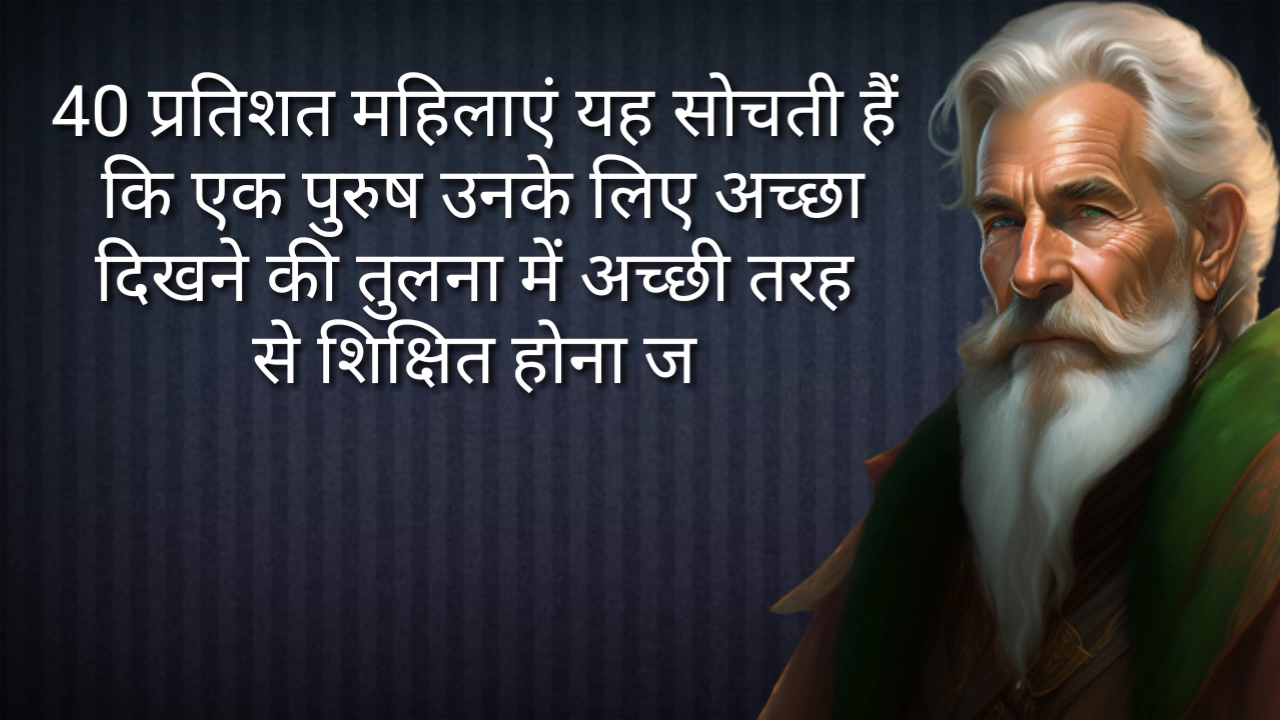 40 प्रतिशत महिलाएं यह सोचती हैं
कि एक पुरुष उनके लिए अच्छा
दिखने की तुलना में अच्छी तरह
से शिक्षित होना ज